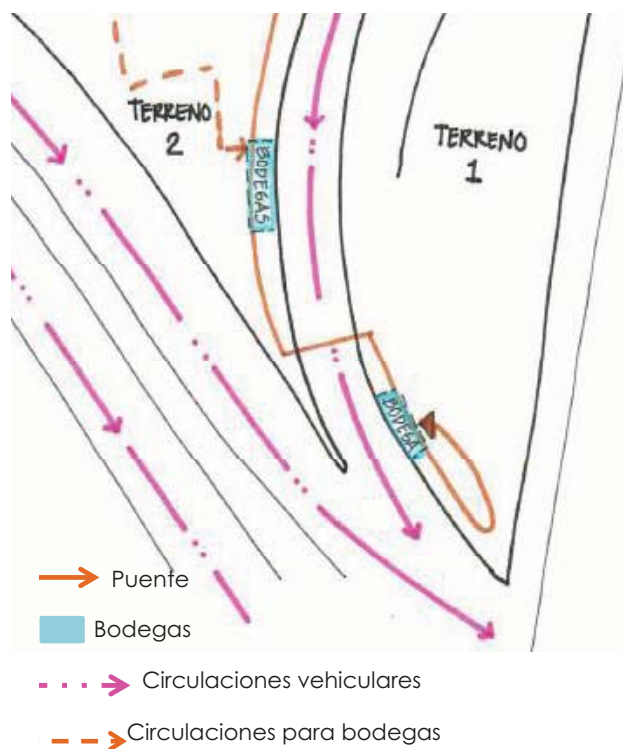 TERRENO
2
BODEGAS
TERRENO
1
BODEGA
Puente
Bodegas
Circulaciones vehiculares
Circulaciones para bodegas